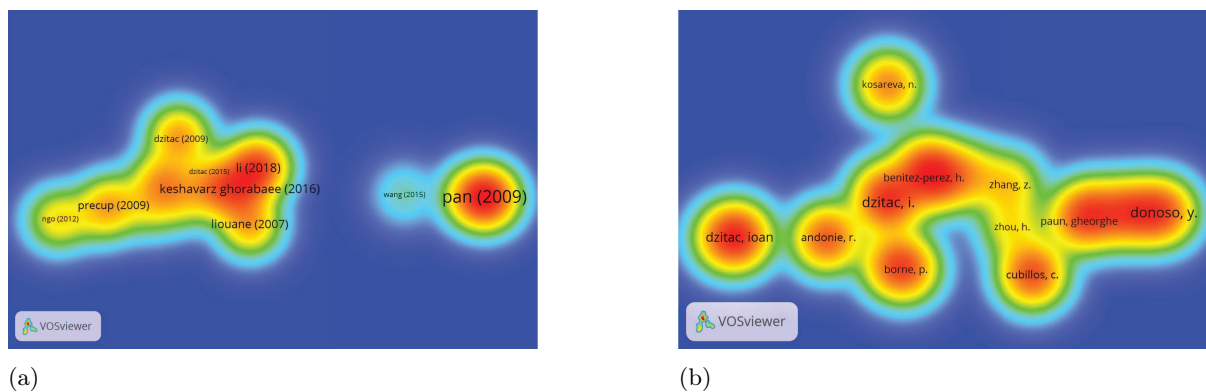 dzitac (2009)
dzitac (2015)
li (2018)
keshavarz ghorabaee (2016)
precup (2009)
ngo (2012)
liouane (2007)
wang (2015)
pan (2009)
VOSviewer
(a)
kosareva, n.
benitez-perez, h.
zhang, z.
dzitac, i.
paun, gheorghe
donoso, y.
zhou, h.
dzitac, ioan
andonie, r.
borne, p.
cubillos, c.
VOSviewer
(b)